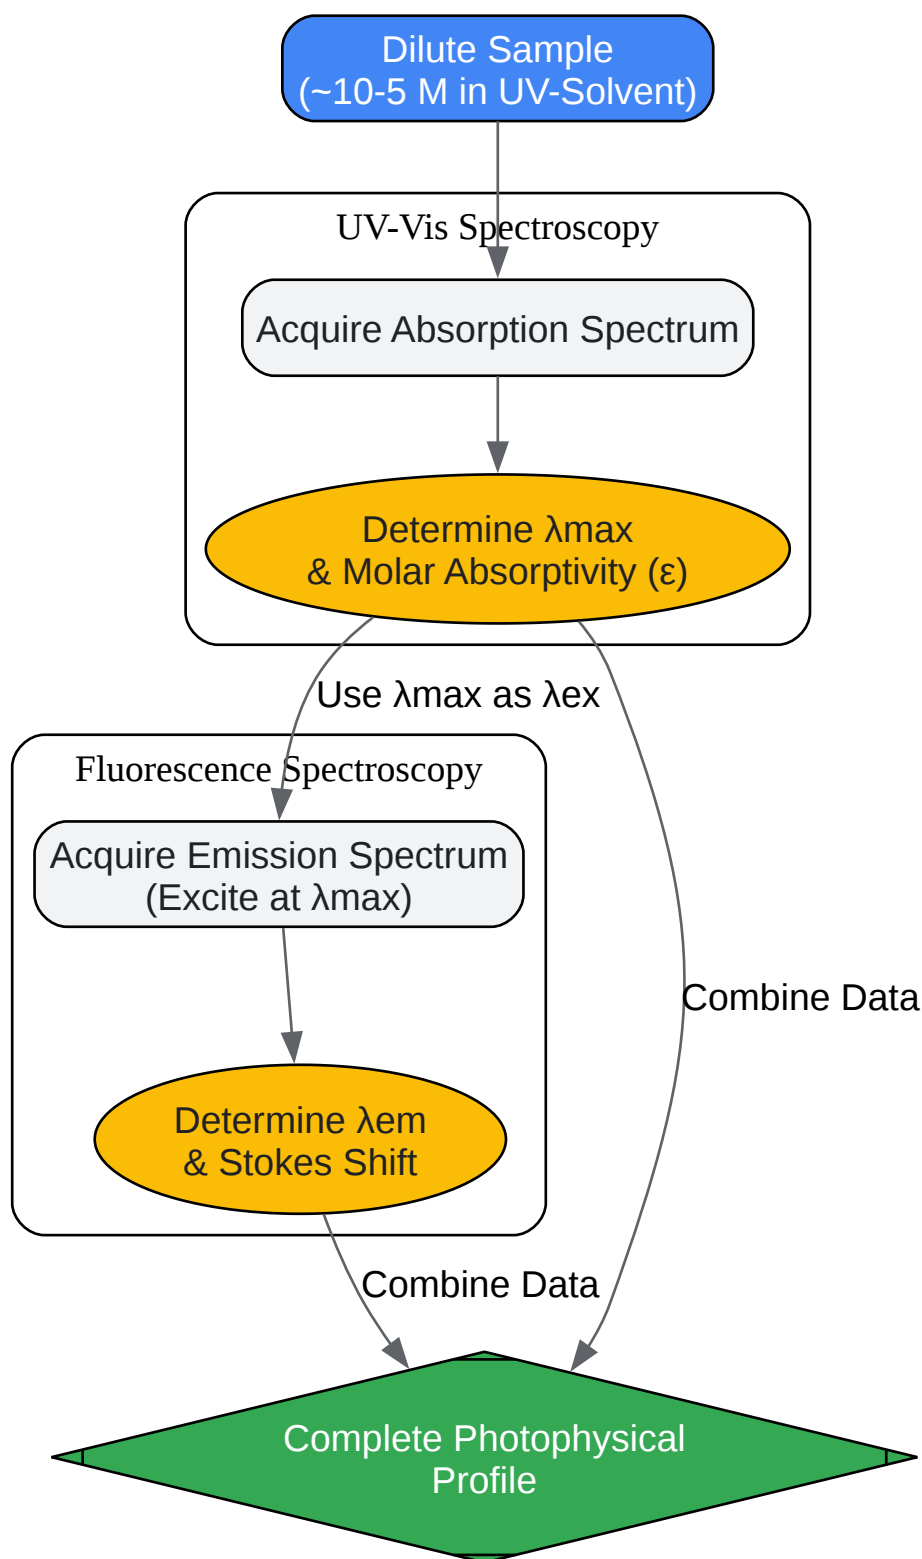 Dilute Sample
(~10-5 M in UV-Solvent)
UV-Vis Spectroscopy
Acquire Absorption Spectrum
Determine λmax
& Molar Absorptivity (ε)
Use λmax as λex
Fluorescence Spectroscopy
Acquire Emission Spectrum
(Excite at λmax)
Combine Data
Determine λem
& Stokes Shift
Combine Data
Complete Photophysical
Profile